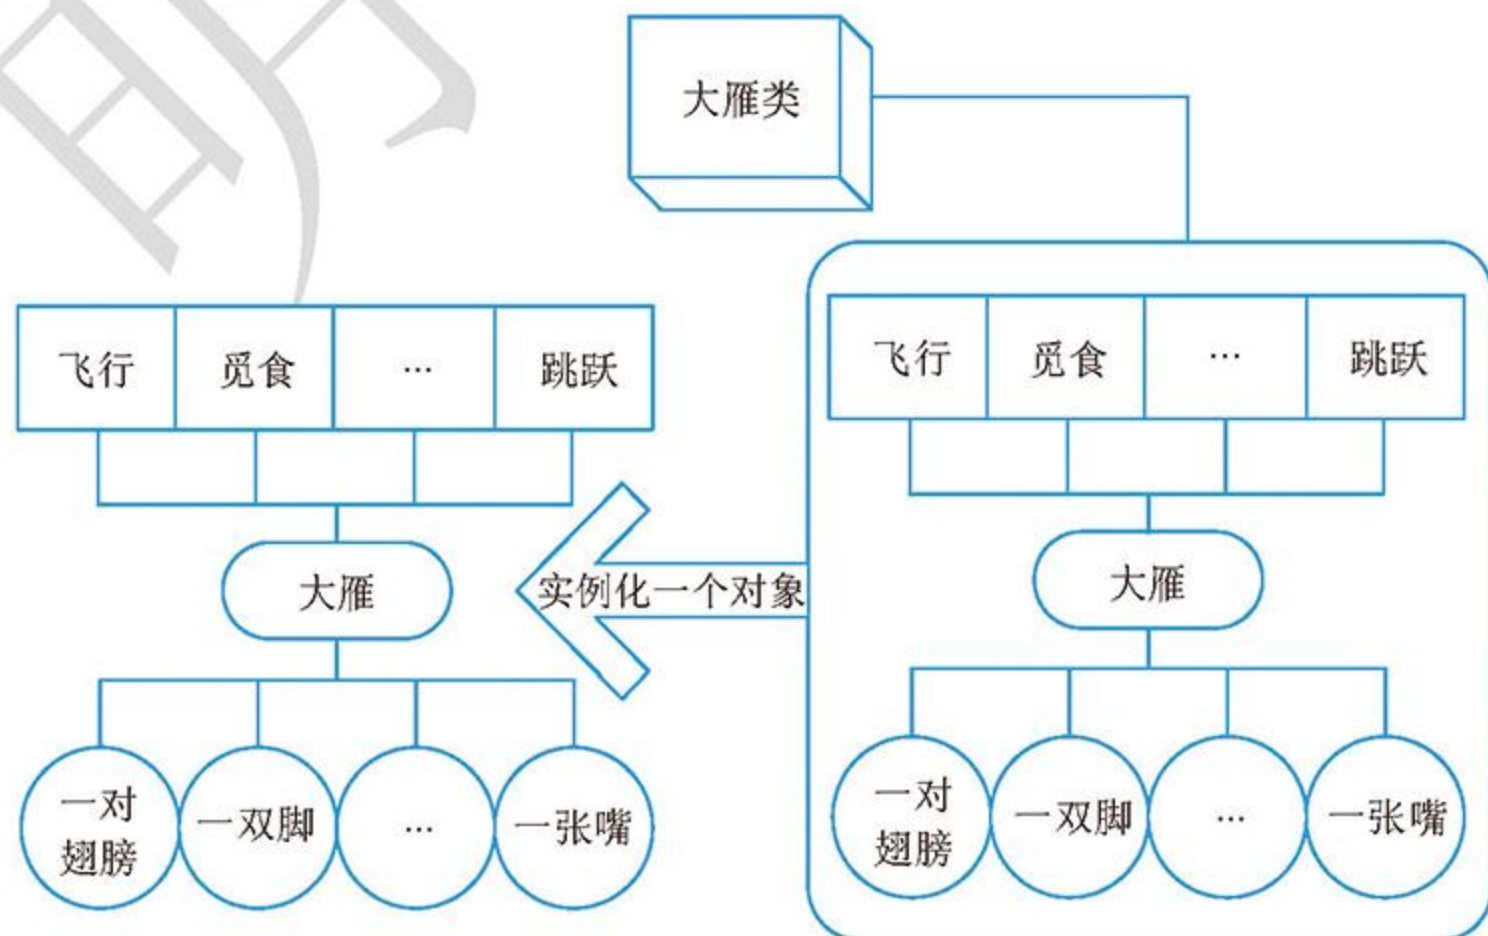 大雁类
飞行 觅食 … 跳跃
大雁
一对
翅膀
一双脚
…
一张嘴
实例化一个对象
飞行 觅食 … 跳跃
大雁
一对
翅膀
一双脚
…
一张嘴